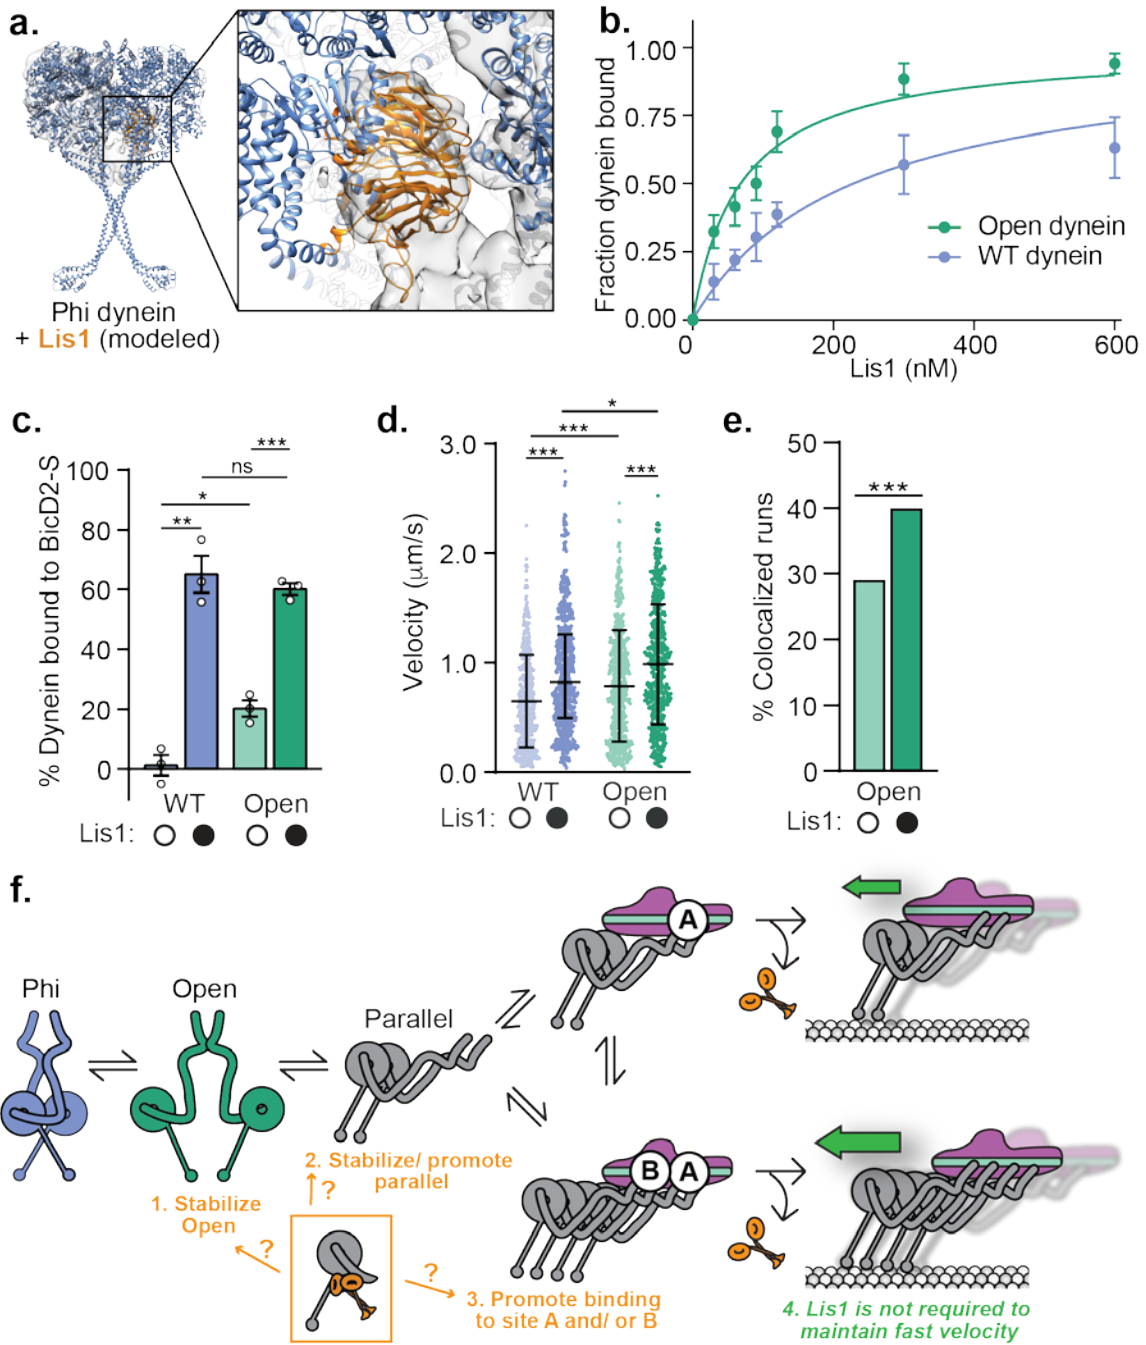 a.
Phi dynein
+ Lis1 (modeled)
b.
Fraction dynein bound
1.00
0.75
0.50
0.25
0.00
0
200
400
600
Lis1 (nM)
Open dynein
WT dynein
c.
% Dynein bound to BicD2-S
100
80
60
40
20
0
***
ns
*
**
WT
Open
Lis1:
d.
Velocity (μm/s)
3.0
2.0
1.0
0.0
*
***
***
***
WT
Open
Lis1:
e.
% Colocalized runs
50
40
30
20
10
0
***
Open
Lis1:
f.
Phi
Open
Parallel
A
B
A
1. Stabilize
Open
?
2. Stabilize/ promote
parallel
?
?
3. Promote binding
to site A and/ or B
4. Lis1 is not required to
maintain fast velocity